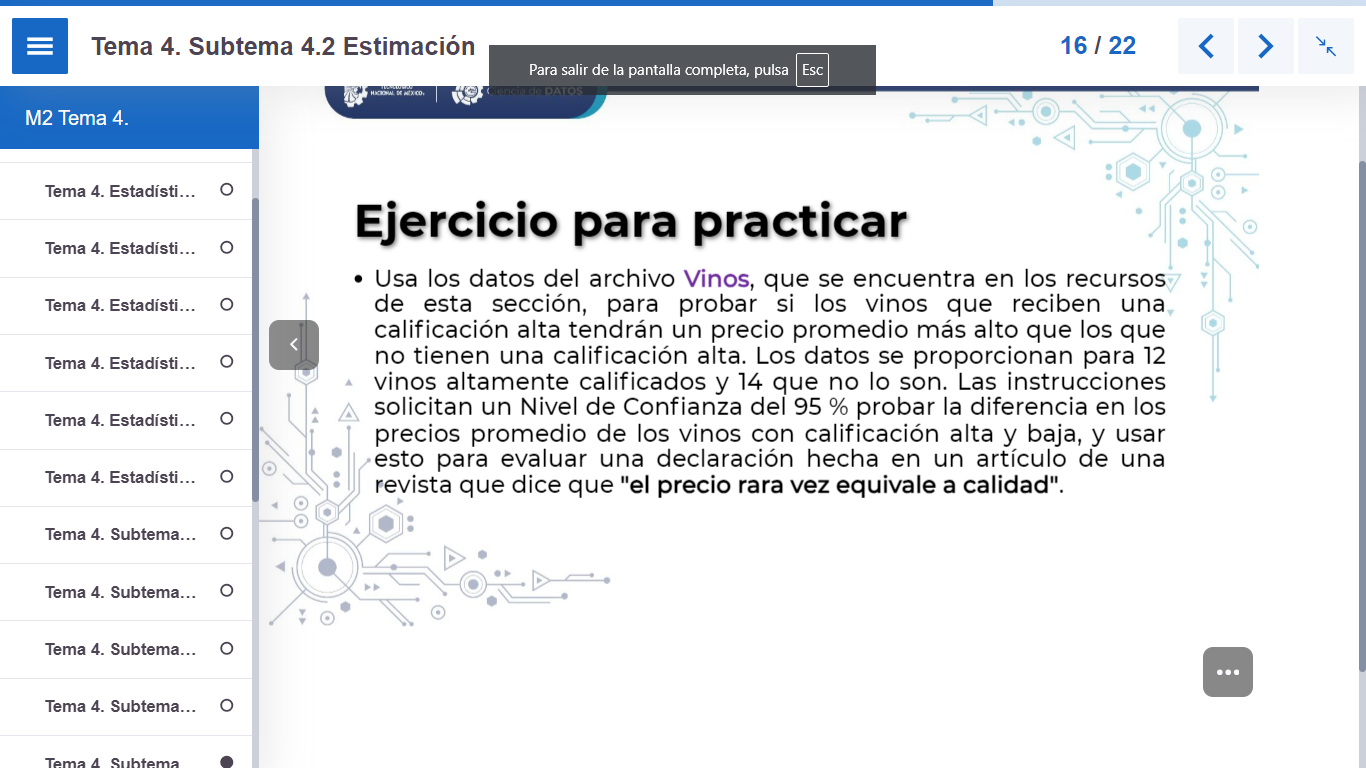 Tema 4. Subtema 4.2 Estimación
16 / 22
Para salir de la pantalla completa, pulsa Esc
TECNOLÓGICO
NACIONAL DE MÉXICO
Ciencia de DATOS
M2 Tema 4.
Tema 4. Estadísti...
Tema 4. Estadísti...
Tema 4. Estadísti...
Tema 4. Estadísti...
Tema 4. Estadísti...
Tema 4. Estadísti...
Tema 4. Subtema...
Tema 4. Subtema...
Tema 4. Subtema...
Tema 4. Subtema...
Tema 4. Subtema
Ejercicio para practicar
• Usa los datos del archivo Vinos, que se encuentra en los recursos
de esta sección, para probar si los vinos que reciben una
calificación alta tendrán un precio promedio más alto que los que
no tienen una calificación alta. Los datos se proporcionan para 12
vinos altamente calificados y 14 que no lo son. Las instrucciones
solicitan un Nivel de Confianza del 95 % probar la diferencia en los
precios promedio de los vinos con calificación alta y baja, y usar
esto para evaluar una declaración hecha en un artículo de una
revista que dice que "el precio rara vez equivale a calidad".